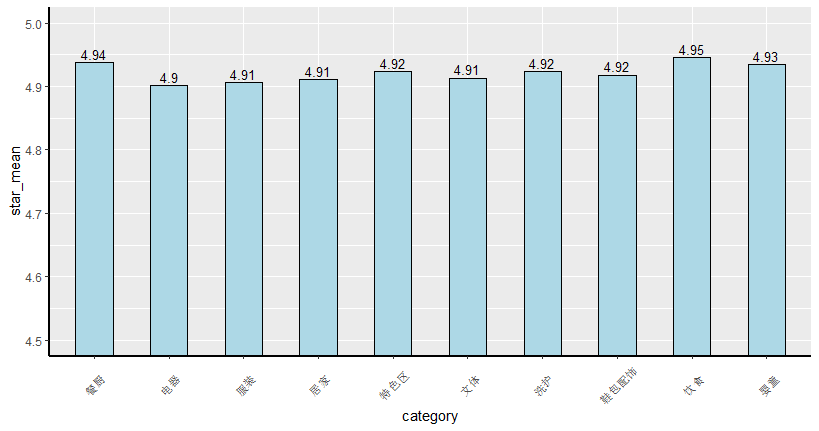 5.0
4.9
4.8
4.7
4.6
4.5
star_mean
4.94
4.9
4.91
4.91
4.92
4.91
4.92
4.92
4.95
4.93
餐厨
电器
服装
居家
特色区
文体
洗护
鞋包配饰
饮食
婴童
category